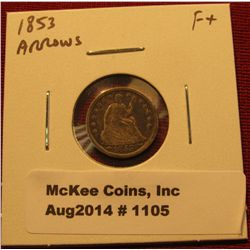 1853
ARROWS
F+
McKee Coins, Inc
Aug2014 # 1105